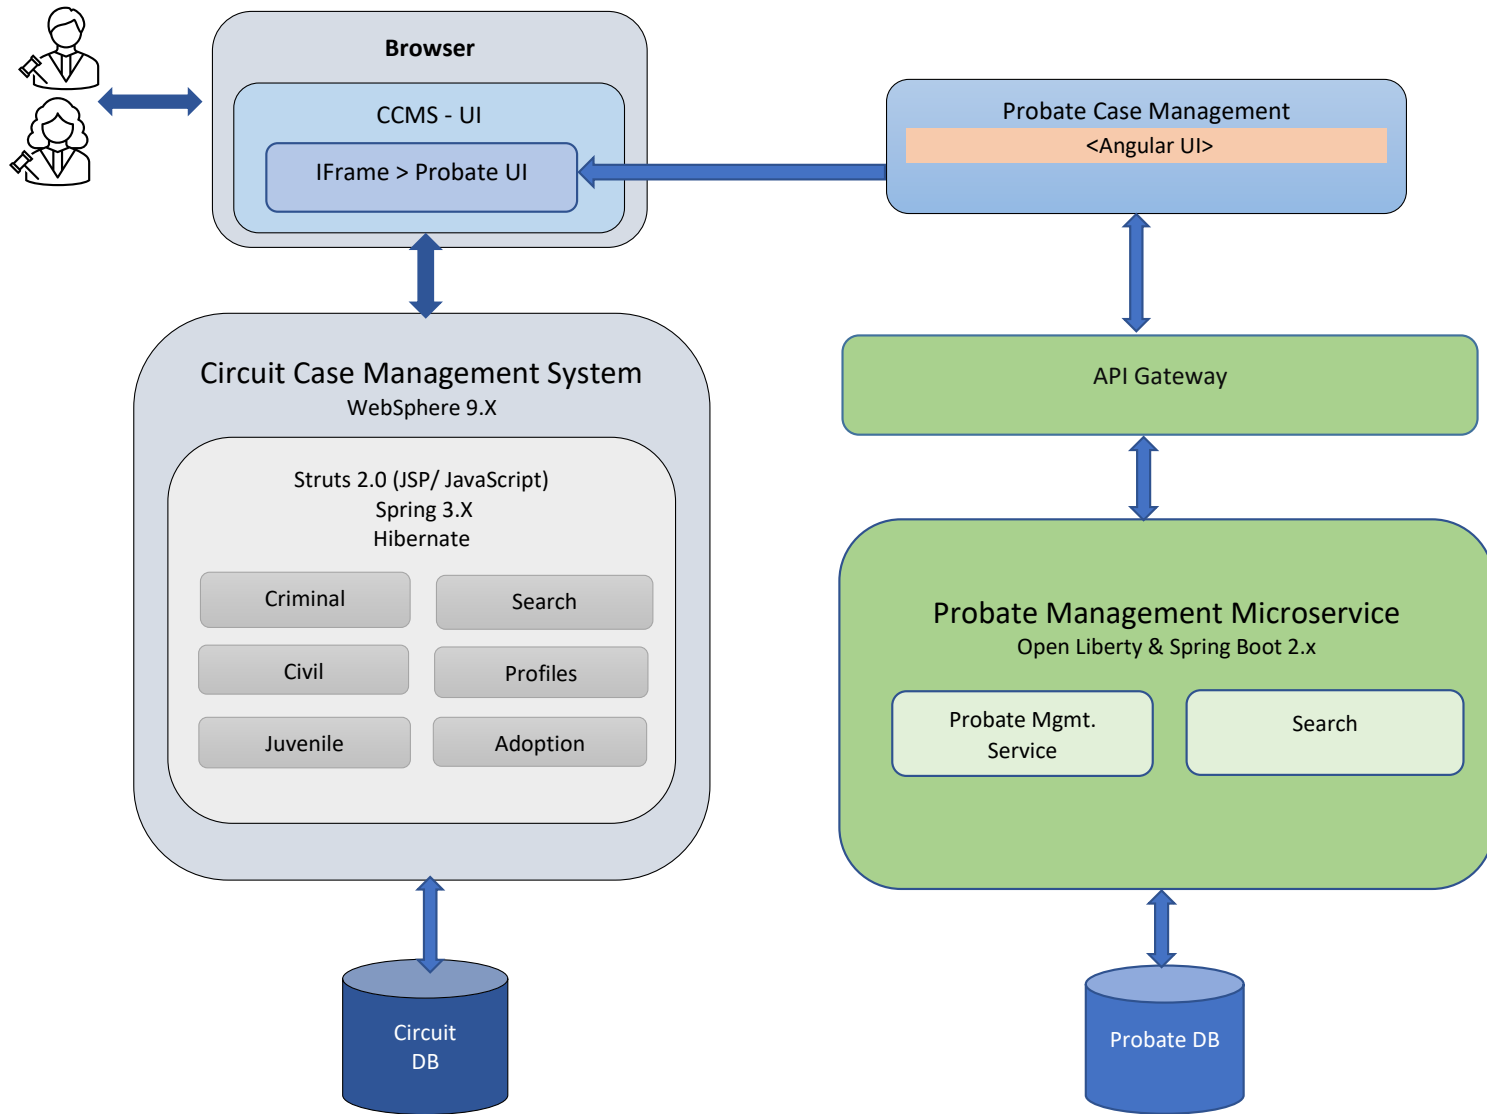 Browser
CCMS - UI
IFrame > Probate UI
Probate Case Management
<Angular UI>
Circuit Case Management System
WebSphere 9.X
Struts 2.0 (JSP/ JavaScript)
Spring 3.X
Hibernate
Criminal
Search
Civil
Profiles
Juvenile
Adoption
Circuit
DB
API Gateway
Probate Management Microservice
Open Liberty & Spring Boot 2.x
Probate Mgmt.
Service
Search
Probate DB